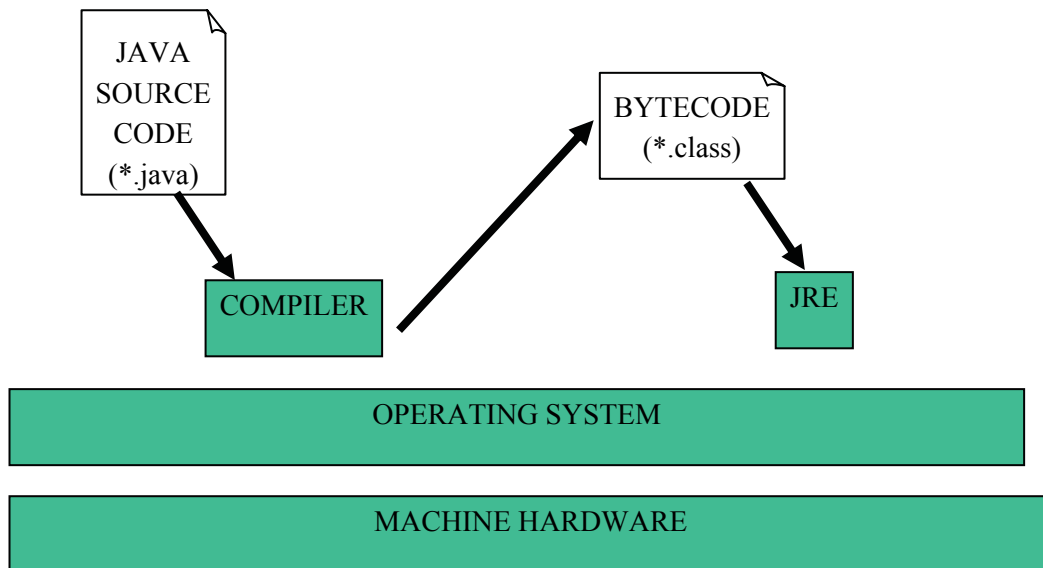 JAVA
SOURCE
CODE
(*.java)
BYTECODE
(*.class)
COMPILER
JRE
OPERATING SYSTEM
MACHINE HARDWARE